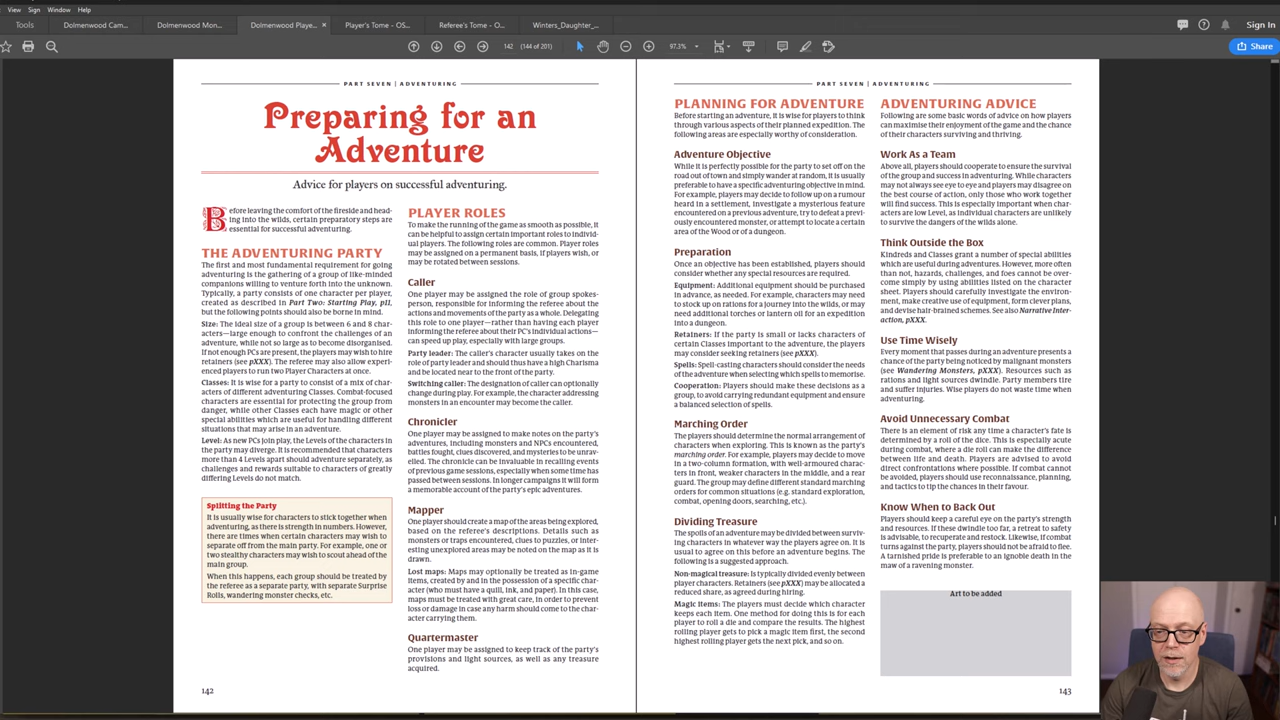 View Sign Window Help
Tools
Dolmenwood Cam...
Dolmenwood Mon...
Dolmenwood Playe... ×
Player's Tome - OS...
Referee's Tome - O...
Winters_Daughter_...
Sign In
142 (144 of 201)
97.3%
Share
PART SEVEN | ADVENTURING
Preparing for an
Adventure
Advice for players on successful adventuring.
Before leaving the comfort of the fireside and head-
ing into the wilds, certain preparatory steps are
essential for successful adventuring.
THE ADVENTURING PARTY
The first and most fundamental requirement for going
adventuring is the gathering of a group of like-minded
companions willing to venture forth into the unknown.
Typically, a party consists of one character per player,
created as described in Part Two: Starting Play, p11,
but the following points should also be borne in mind.
Size: The ideal size of a group is between 6 and 8 char-
acters—large enough to confront the challenges of an
adventure, while not so large as to become disorganised.
If not enough PCs are present, the players may wish to hire
retainers (see pXXX). The referee may also allow experi-
enced players to run two Player Characters at once.
Classes: It is wise for a party to consist of a mix of char-
acters of different adventuring Classes. Combat-focused
characters are essential for protecting the group from
danger, while other Classes each have magic or other
special abilities which are useful for handling different
situations that may arise in an adventure.
Level: As new PCs join play, the Levels of the characters in
the party may diverge. It is recommended that characters
more than 4 Levels apart should adventure separately, as
challenges and rewards suitable to characters of greatly
differing Levels do not match.
Splitting the Party
It is usually wise for characters to stick together when
adventuring, as there is strength in numbers. However,
there are times when certain characters may wish to
separate off from the main party. For example, one or
two stealthy characters may wish to scout ahead of the
main group.
When this happens, each group should be treated by
the referee as a separate party, with separate Surprise
Rolls, wandering monster checks, etc.
PLAYER ROLES
To make the running of the game as smooth as possible, it
can be helpful to assign certain important roles to individ-
ual players. The following roles are common. Player roles
may be assigned on a permanent basis, if players wish, or
may be rotated between sessions.
Caller
One player may be assigned the role of group spokes-
person, responsible for informing the referee about the
actions and movements of the party as a whole. Delegating
this role to one player—rather than having each player
informing the referee about their PC's individual actions—
can speed up play, especially with large groups.
Party leader: The caller's character usually takes on the
role of party leader and should thus have a high Charisma
and be located near to the front of the party.
Switching caller: The designation of caller can optionally
change during play. For example, the character addressing
monsters in an encounter may become the caller.
Chronicler
One player may be assigned to make notes on the party's
adventures, including monsters and NPCs encountered,
battles fought, clues discovered, and mysteries to be unrav-
elled. The chronicle can be invaluable in recalling events
of previous game sessions, especially when some time has
passed between sessions. In longer campaigns it will form
a memorable account of the party's epic adventures.
Mapper
One player should create a map of the areas being explored,
based on the referee's descriptions. Details such as
monsters or traps encountered, clues to puzzles, or inter-
esting unexplored areas may be noted on the map as it is
drawn.
Lost maps: Maps may optionally be treated as in-game
items, created by and in the possession of a specific char-
acter (who must have a quill, ink, and paper). In this case,
maps must be treated with great care, in order to prevent
loss or damage in case any harm should come to the char-
acter carrying them.
Quartermaster
One player may be assigned to keep track of the party's
provisions and light sources, as well as any treasure
acquired.
142
PART SEVEN | ADVENTURING
PLANNING FOR ADVENTURE
Before starting an adventure, it is wise for players to think
through various aspects of their planned expedition. The
following areas are especially worthy of consideration.
Adventure Objective
While it is perfectly possible for the party to set off on the
road out of town and simply wander at random, it is usually
preferable to have a specific adventuring objective in mind.
For example, players may decide to follow up on a rumour
heard in a settlement, investigate a mysterious feature
encountered on a previous adventure, try to defeat a previ-
ously encountered monster, or attempt to locate a certain
area of the Wood or of a dungeon.
Preparation
Once an objective has been established, players should
consider whether any special resources are required.
Equipment: Additional equipment should be purchased
in advance, as needed. For example, characters may need
to stock up on rations for a journey into the wilds, or may
need additional torches or lantern oil for an expedition
into a dungeon.
Retainers: If the party is small or lacks characters of
certain Classes important to the adventure, the players
may consider seeking retainers (see pXXX).
Spells: Spell-casting characters should consider the needs
of the adventure when selecting which spells to memorise.
Cooperation: Players should make these decisions as a
group, to avoid carrying redundant equipment and ensure
a balanced selection of spells.
Marching Order
The players should determine the normal arrangement of
characters when exploring. This is known as the party's
marching order. For example, players may decide to move
in a two-column formation, with well-armoured charac-
ters in front, weaker characters in the middle, and a rear
guard. The group may define different standard marching
orders for common situations (e.g. standard exploration,
combat, opening doors, searching, etc.).
Dividing Treasure
The spoils of an adventure may be divided between surviv-
ing characters in whatever way the players agree on. It is
usual to agree on this before an adventure begins. The
following is a suggested approach.
Non-magical treasure: Is typically divided evenly between
player characters. Retainers (see pXXX) may be allocated a
reduced share, as agreed during hiring.
Magic items: The players must decide which character
keeps each item. One method for doing this is for each
player to roll a die and compare the results. The highest
rolling player gets to pick a magic item first, the second
highest rolling player gets the next pick, and so on.
ADVENTURING ADVICE
Following are some basic words of advice on how players
can maximise their enjoyment of the game and the chance
of their characters surviving and thriving.
Work As a Team
Above all, players should cooperate to ensure the survival
of the group and success in adventuring. While characters
may not always see eye to eye and players may disagree on
the best course of action, only those who work together
will find success. This is especially important when char-
acters are low Level, as individual characters are unlikely
to survive the dangers of the wilds alone.
Think Outside the Box
Kindreds and Classes grant a number of special abilities
which are useful during adventures. However, more often
than not, hazards, challenges, and foes cannot be over-
come simply by using abilities listed on the character
sheet. Players should carefully investigate the environ-
ment, make creative use of equipment, form clever plans,
and devise hair-brained schemes. See also Narrative Inter-
action, pXXX.
Use Time Wisely
Every moment that passes during an adventure presents a
chance of the party being noticed by malignant monsters
(see Wandering Monsters, pXXX). Resources such as
rations and light sources dwindle. Party members tire
and suffer injuries. Wise players do not waste time when
adventuring.
Avoid Unnecessary Combat
There is an element of risk any time a character's fate is
determined by a roll of the dice. This is especially acute
during combat, where a die roll can make the difference
between life and death. Players are advised to avoid
direct confrontations where possible. If combat cannot
be avoided, players should use reconnaissance, planning,
and tactics to tip the chances in their favour.
Know When to Back Out
Players should keep a careful eye on the party's strength
and resources. If these dwindle too far, a retreat to safety
is advisable, to recuperate and restock. Likewise, if combat
turns against the party, players should not be afraid to flee.
A tarnished pride is preferable to an ignoble death in the
maw of a ravening monster.
Art to be added
143